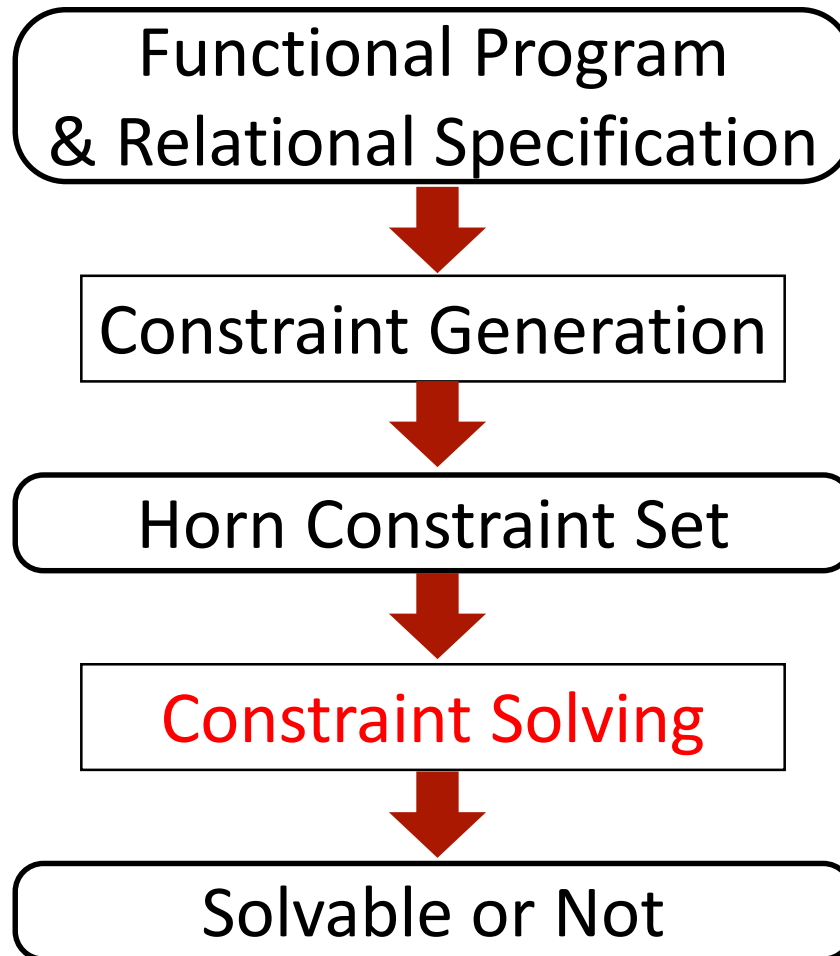 Functional Program
& Relational Specification
Constraint Generation
Horn Constraint Set
Constraint Solving
Solvable or Not